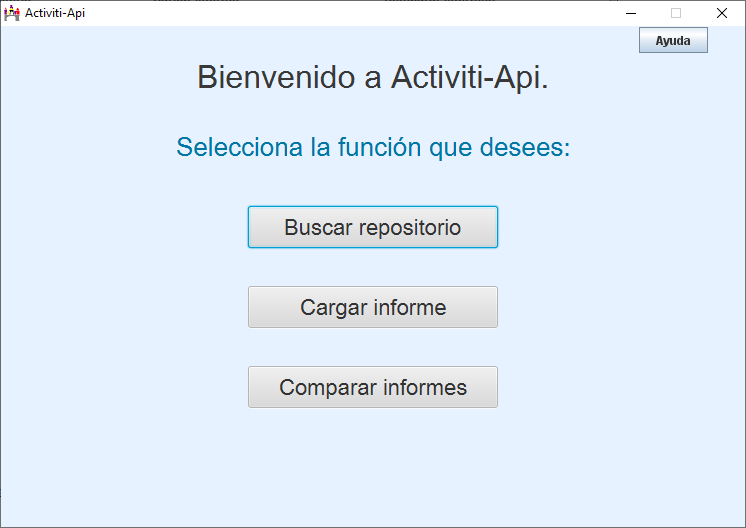 Activiti-Api
Ayuda
Bienvenido a Activiti-Api.
Selecciona la función que desees:
Buscar repositorio
Cargar informe
Comparar informes